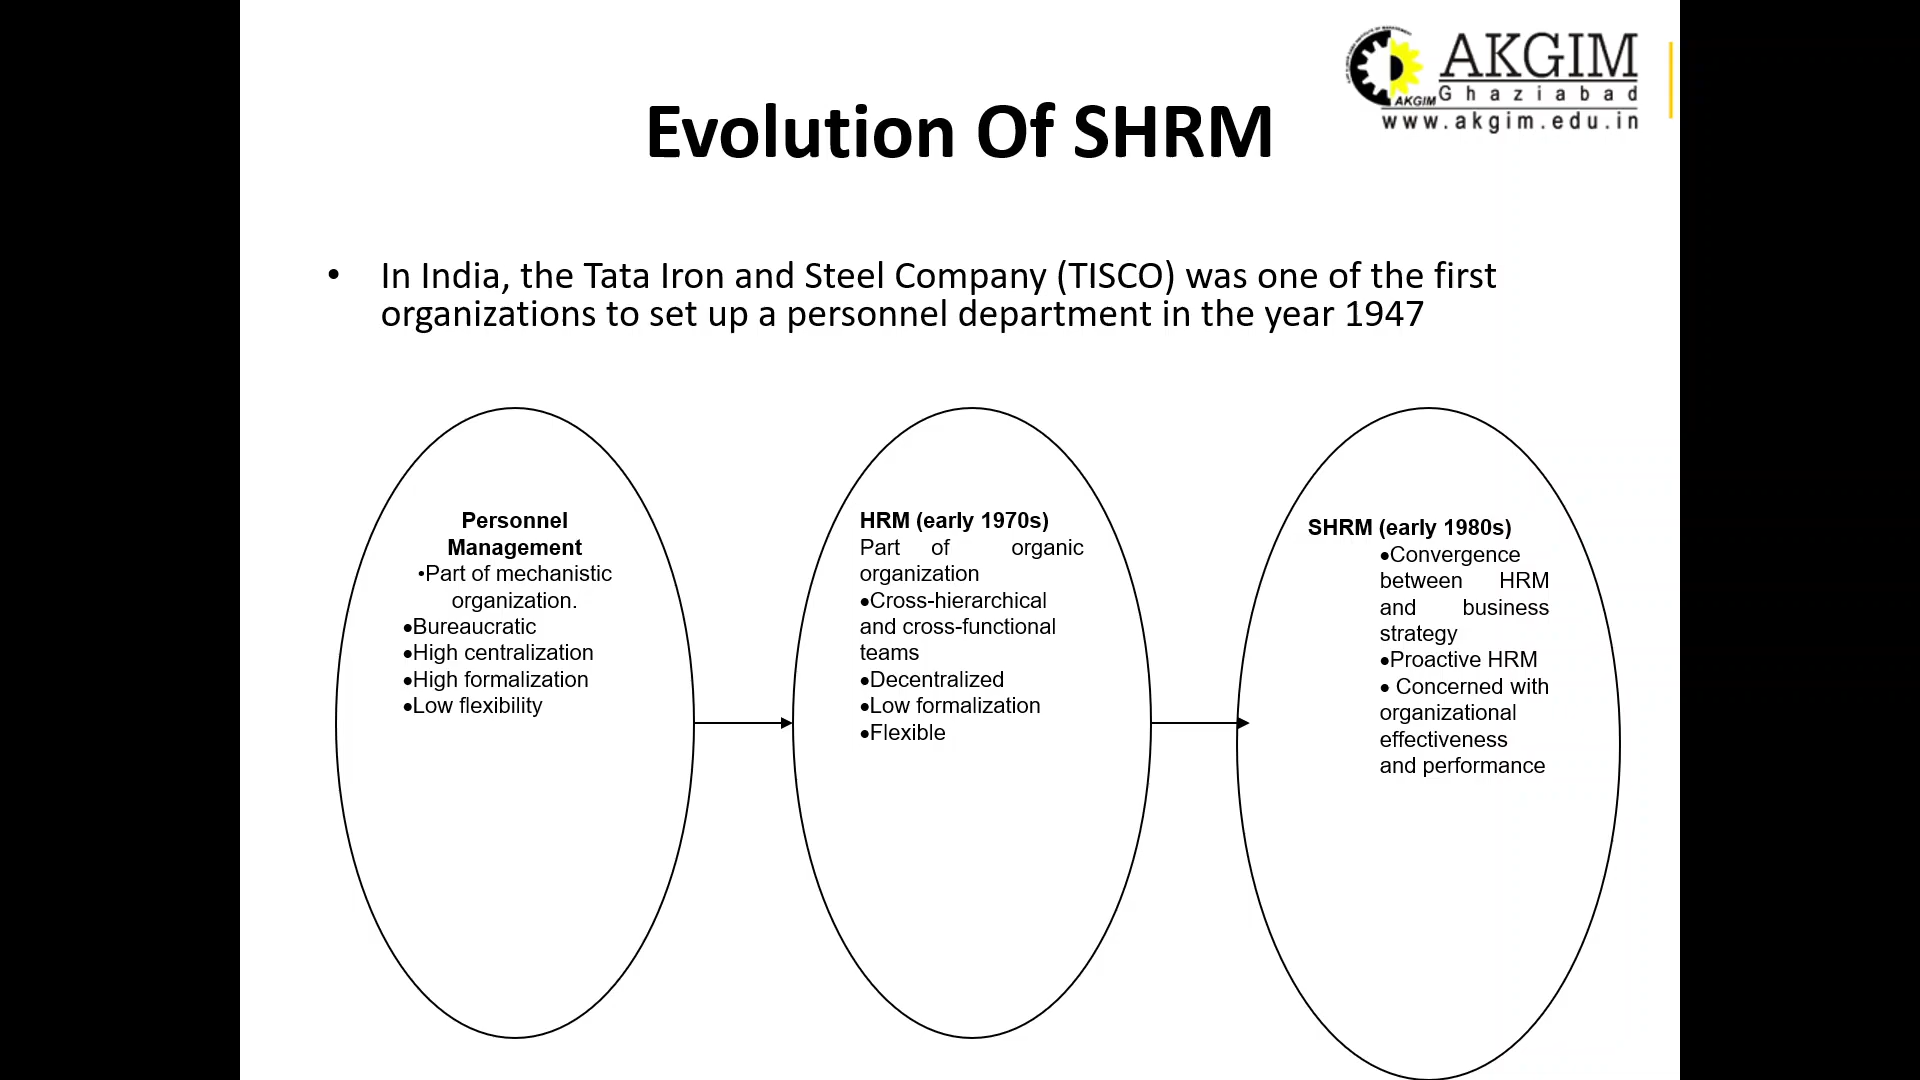 AKGIM
AKGIM Ghaziabad
www.akgim.edu.in
Evolution Of SHRM
• In India, the Tata Iron and Steel Company (TISCO) was one of the first
organizations to set up a personnel department in the year 1947
Personnel
Management
•Part of mechanistic
organization.
•Bureaucratic
•High centralization
•High formalization
•Low flexibility
HRM (early 1970s)
Part of organic
organization
•Cross-hierarchical
and cross-functional
teams
•Decentralized
•Low formalization
•Flexible
SHRM (early 1980s)
•Convergence
between HRM
and business
strategy
•Proactive HRM
• Concerned with
organizational
effectiveness
and performance